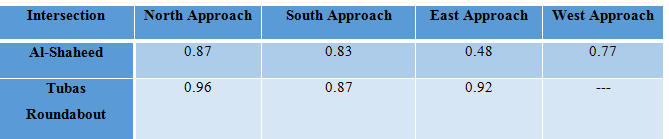 Intersection North Approach South Approach East Approach West Approach
Al-Shaheed 0.87 0.83 0.48 0.77
Tubas 0.96 0.87 0.92 ---
Roundabout